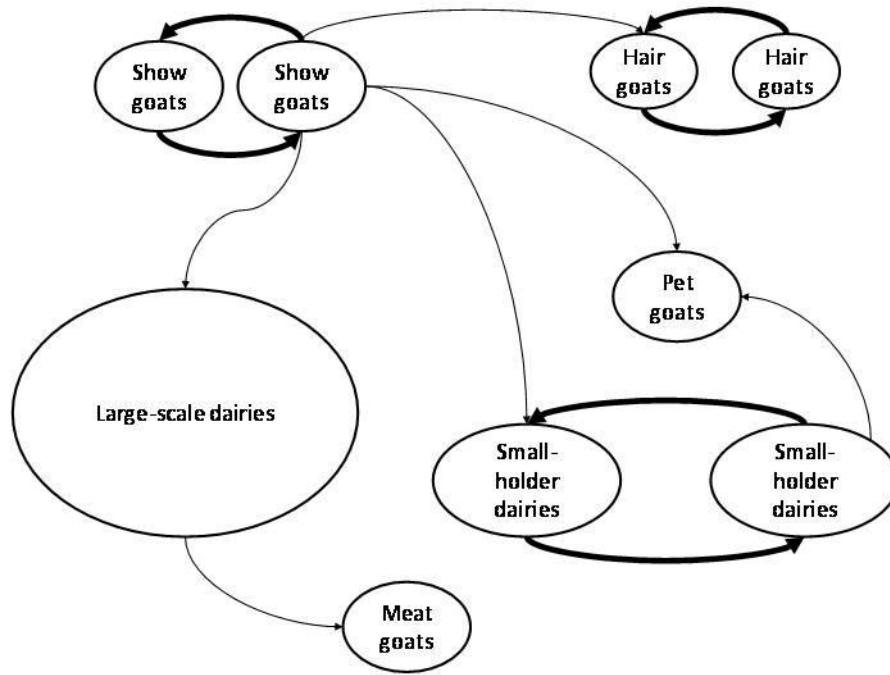 Show
goats
Show
goats
Hair
goats
Hair
goats
Pet
goats
Large-scale dairies
Small-
holder
dairies
Small-
holder
dairies
Meat
goats